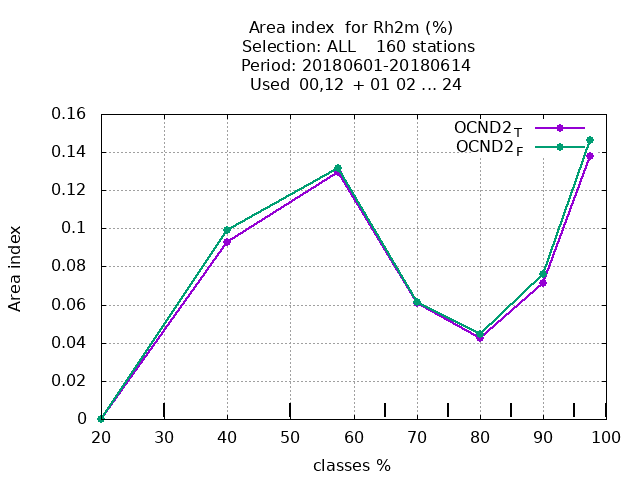 Area index  for Rh2m (%)
Selection: ALL    160 stations
Period: 20180601-20180614
Used  00,12  + 01 02 ... 24
OCND2_T
OCND2_F
0.16
0.14
0.12
0.1
0.08
0.06
0.04
0.02
0
Area index
20 30 40 50 60 70 80 90 100
classes %